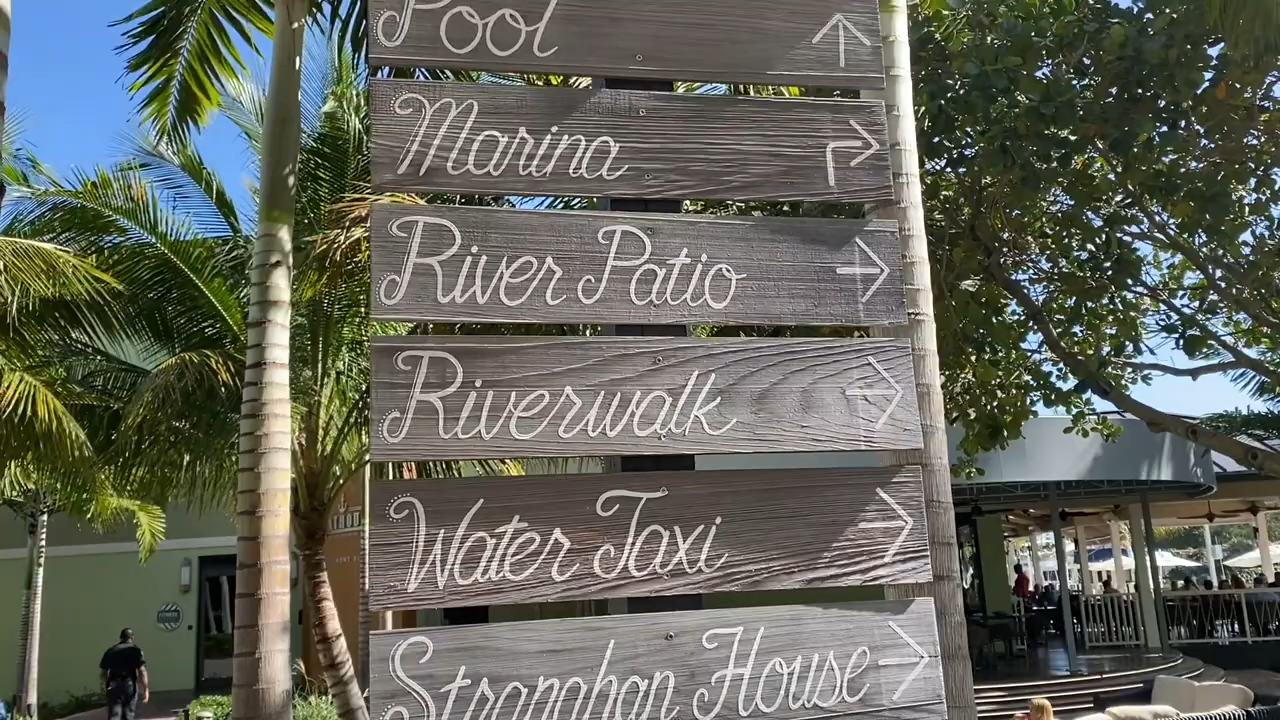 Pool
Marina
River Patio
Riverwalk
Water Taxi
Stranahan House